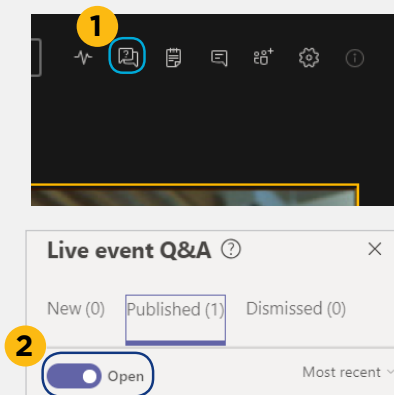 1
Live event Q&A
New (0) Published (1) Dismissed (0)
2
Open Most recent